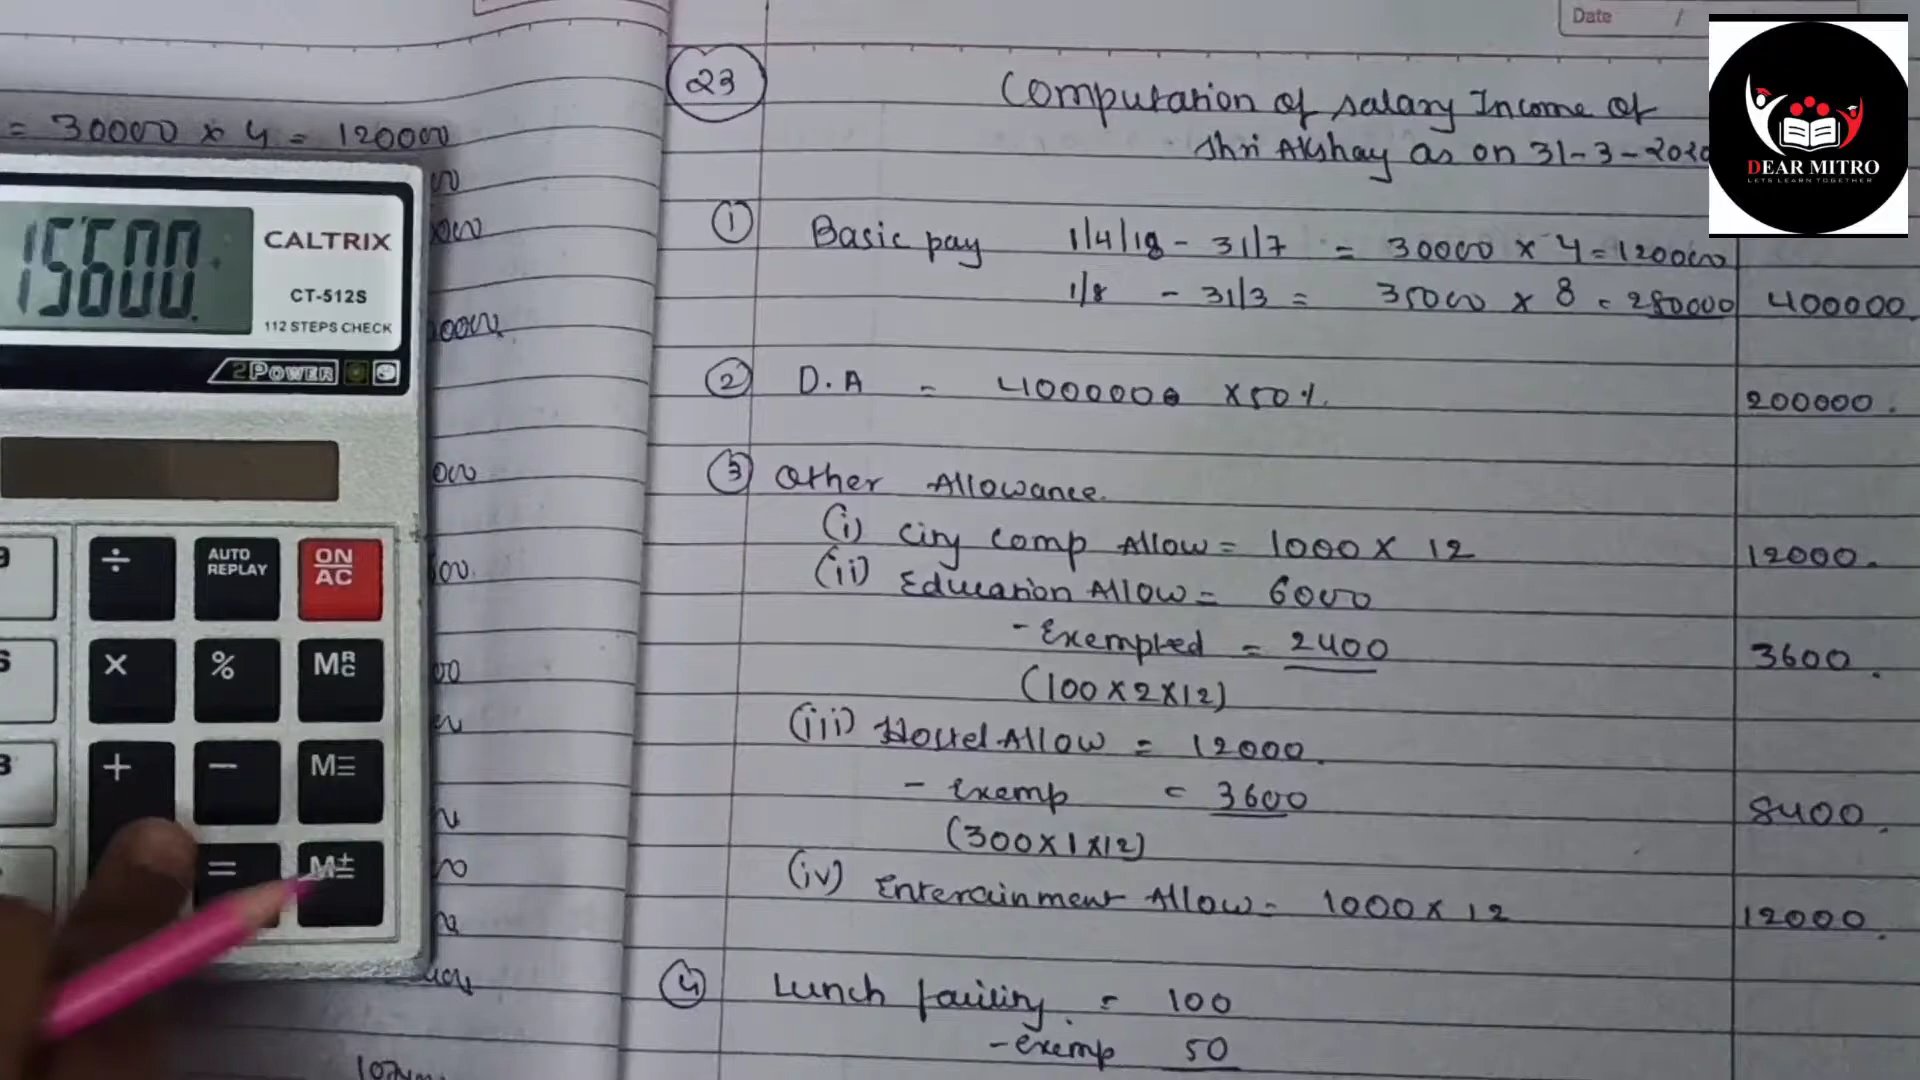 Date / /
= 30000 x 4 = 120000
15600.
CALTRIX
CT-512S
112 STEPS CHECK
2POWER
÷ AUTO REPLAY ON AC
x % MRC
+ - M=
= M±
DEAR MITRO
LETS LEARN TOGETHER
23
Computation of salary Income of
Shri Akshay as on 31-3-2020
1 Basic pay 1/4/18 - 31/7 = 30000 x 4 = 120000
1/8 - 31/3 = 35000 x 8 = 280000 400000.
2 D.A = 400000 x 50% 200000.
3 Other Allowance.
(i) City Comp Allow = 1000 x 12 12000.
(ii) Education Allow = 6000
- Exempted = 2400 3600.
(100 x 2 x 12)
(iii) Hostel Allow = 12000.
- exemp = 3600 8400.
(300 x 1 x 12)
(iv) Entertainment Allow = 1000 x 12 12000.
4 Lunch facility = 100
- exemp 50